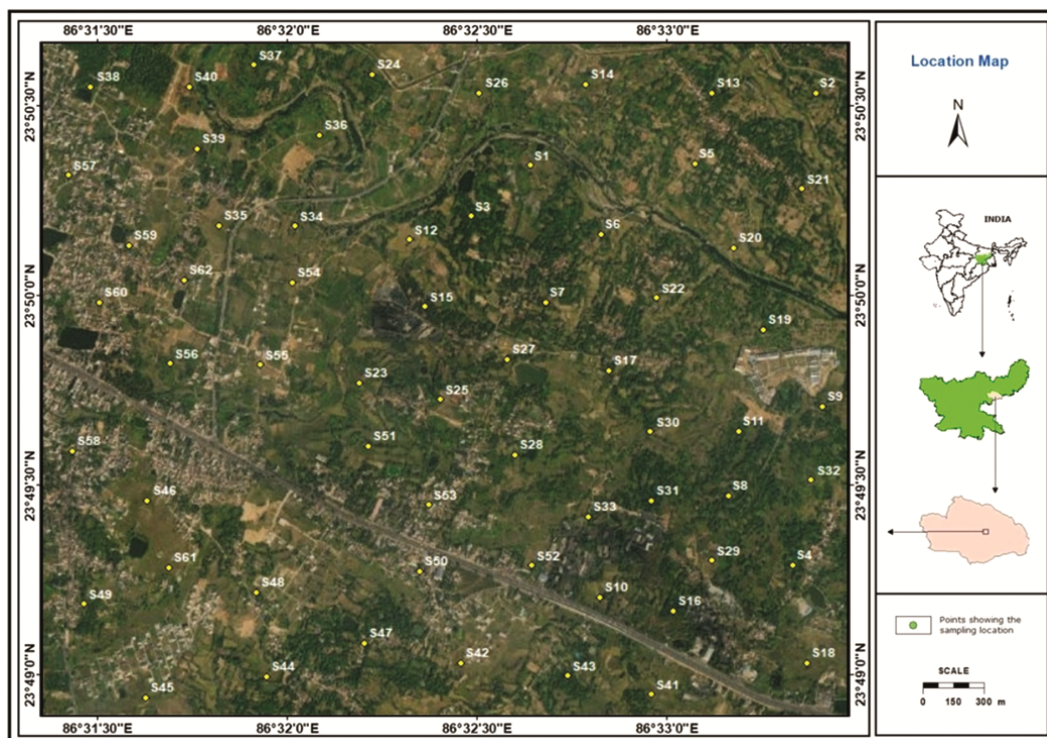 86°31'30"E
86°32'0"E
86°32'30"E
86°33'0"E
S37
S24
S38
S40
S26
S14
S13
S2
23°50'30"N
23°50'30"N
S36
S39
S1
S5
S57
S21
S3
S35
S34
S6
S12
S59
S20
S62
S54
S22
S60
S15
S7
23°50'0"N
23°50'0"N
S19
S27
S56
S55
S17
S23
S25
S9
S51
S30
S11
S58
S28
S32
23°49'30"N
23°49'30"N
S46
S53
S31
S8
S33
S61
S50
S52
S29
S4
S48
S10
S49
S16
S47
S42
S18
S44
S43
23°49'0"N
23°49'0"N
S45
S41
86°31'30"E
86°32'0"E
86°32'30"E
86°33'0"E
Location Map
N
INDIA
Points showing the
sampling location
SCALE
0 150 300 m